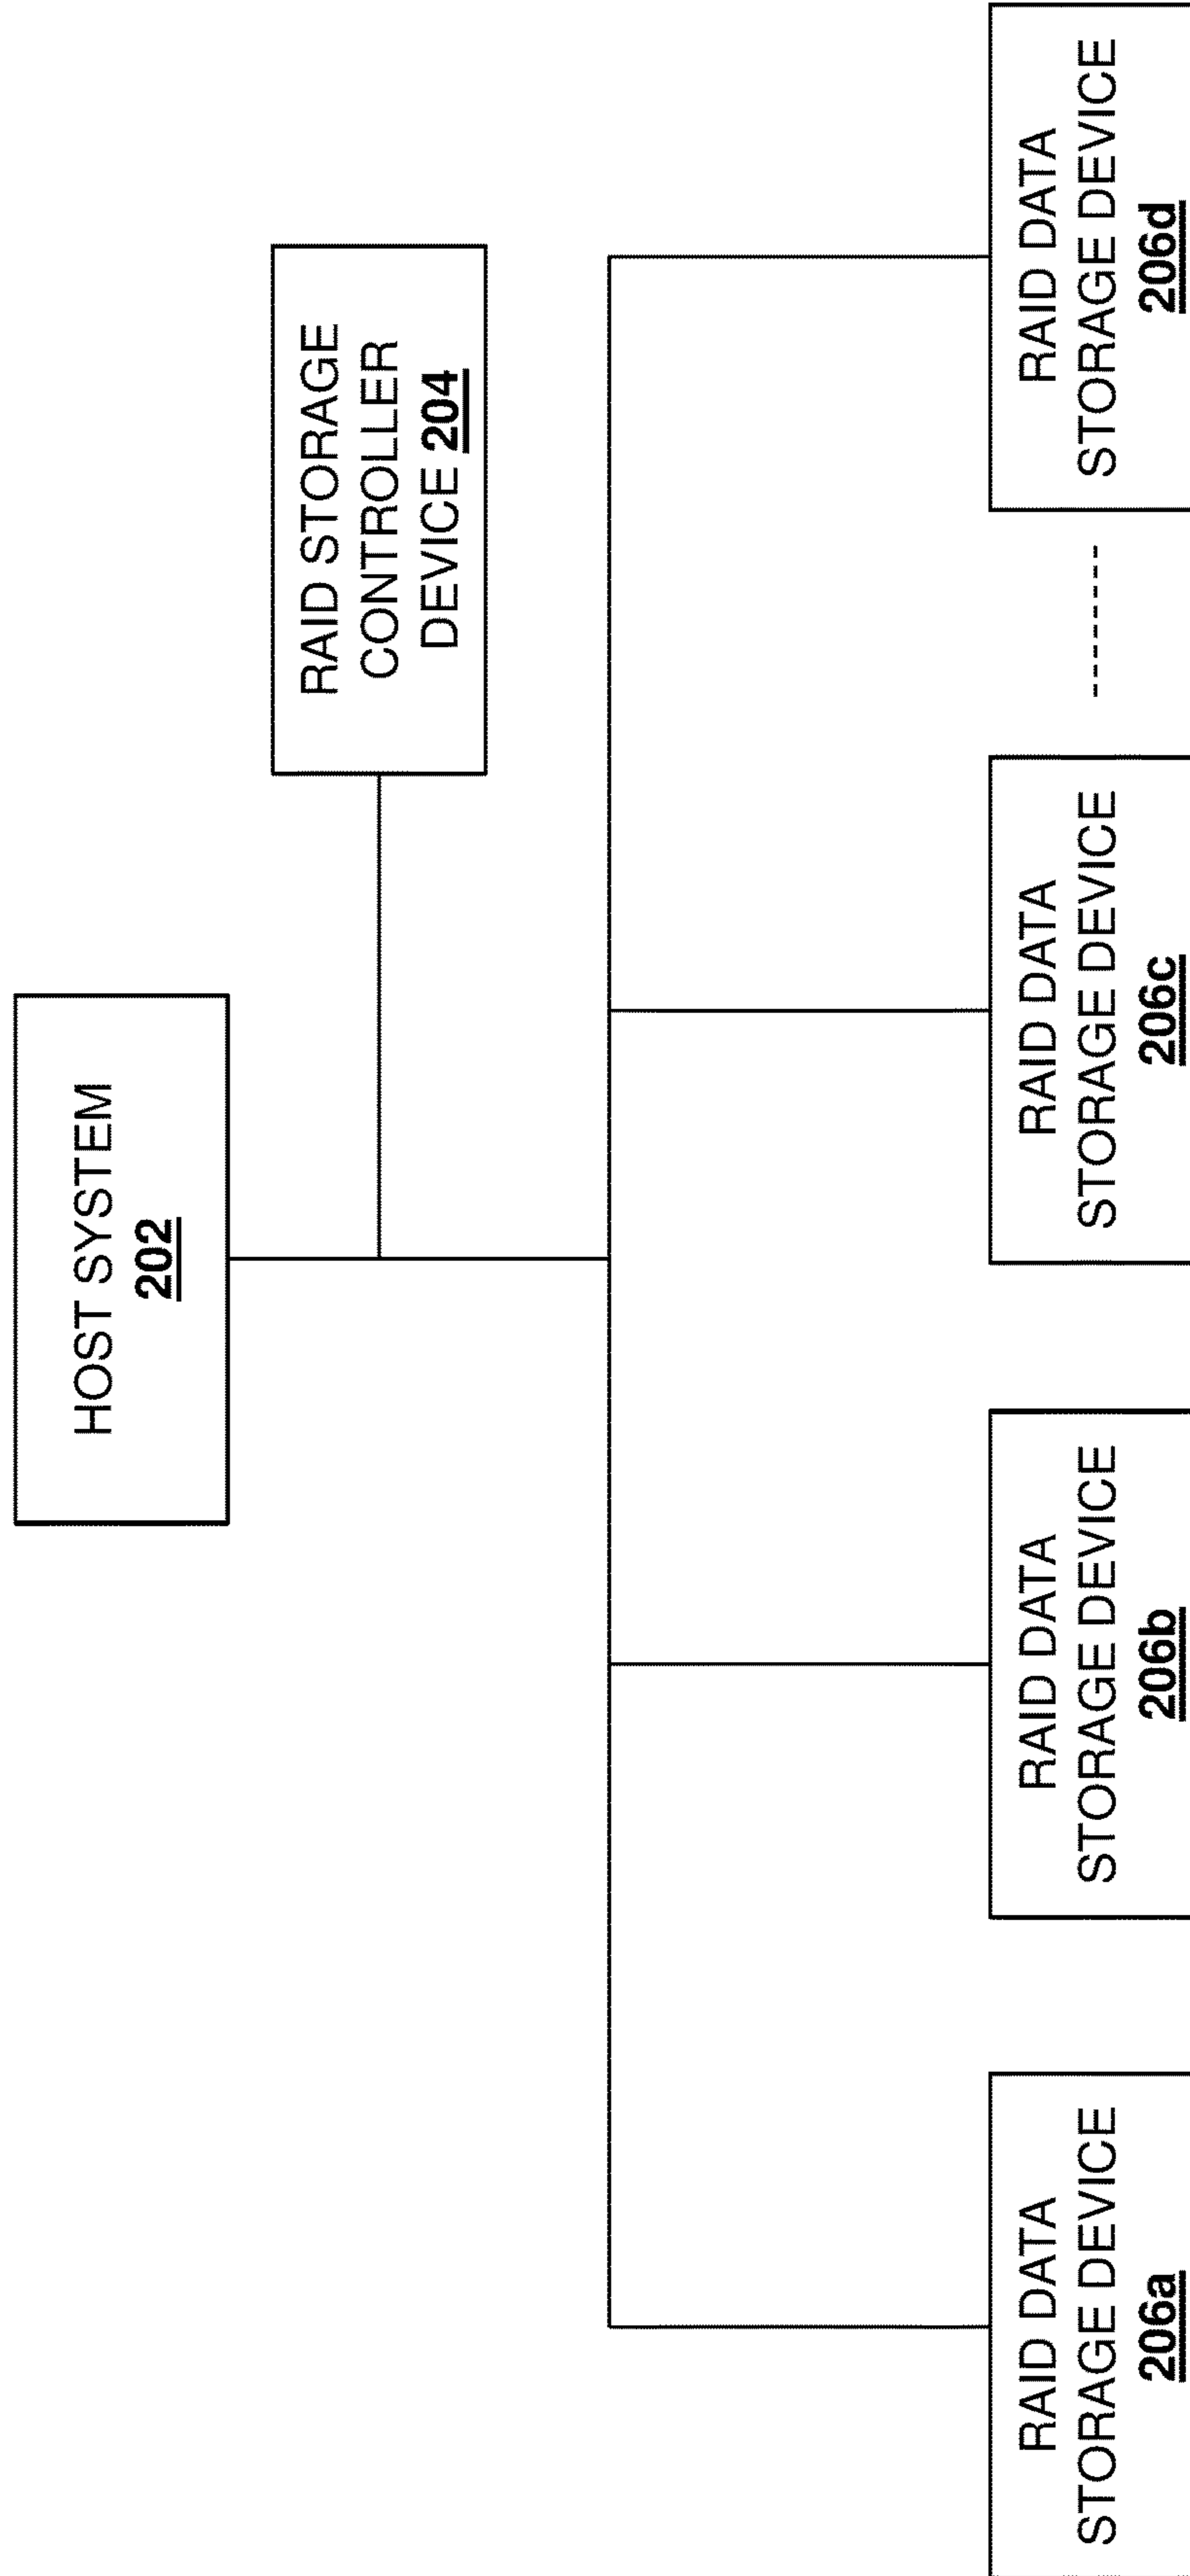 HOST SYSTEM
202
RAID STORAGE
CONTROLLER
DEVICE 204
RAID DATA
STORAGE DEVICE
206a
RAID DATA
STORAGE DEVICE
206b
RAID DATA
STORAGE DEVICE
206c
RAID DATA
STORAGE DEVICE
206d